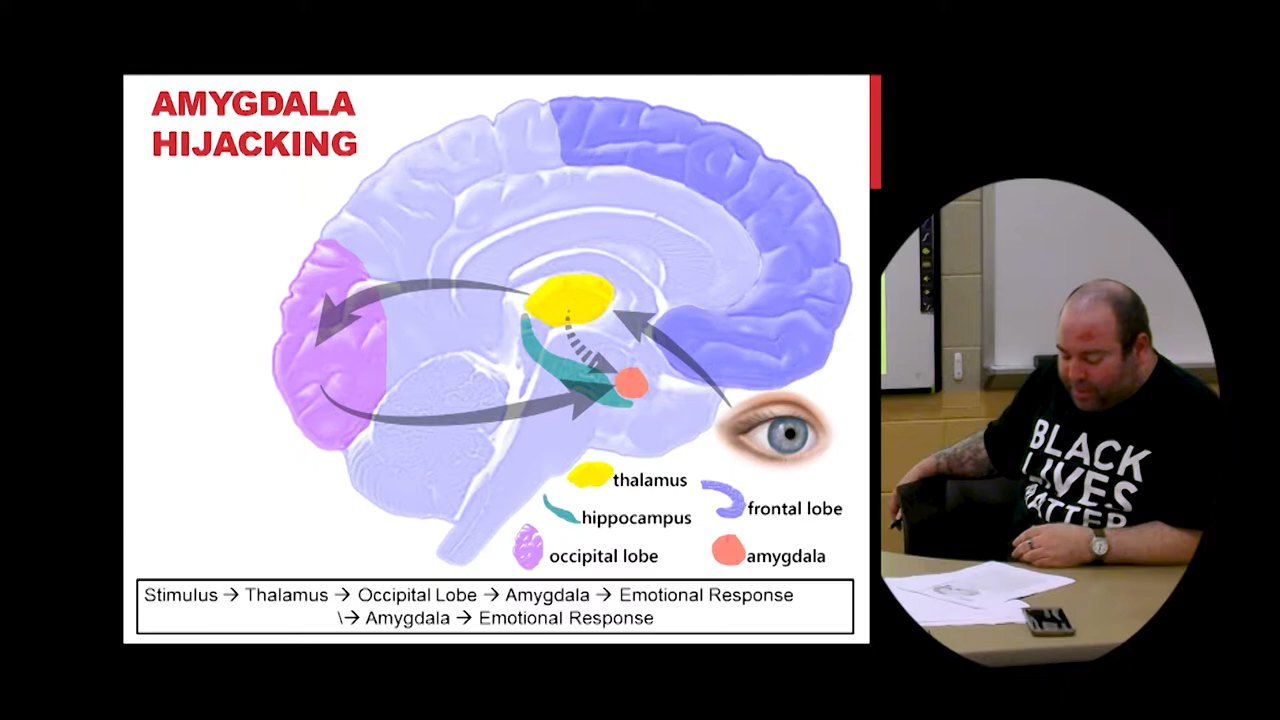 AMYGDALA
HIJACKING
thalamus
hippocampus
frontal lobe
occipital lobe
amygdala
Stimulus → Thalamus → Occipital Lobe → Amygdala → Emotional Response
\→ Amygdala → Emotional Response
BLACK
LIVES
MATTER